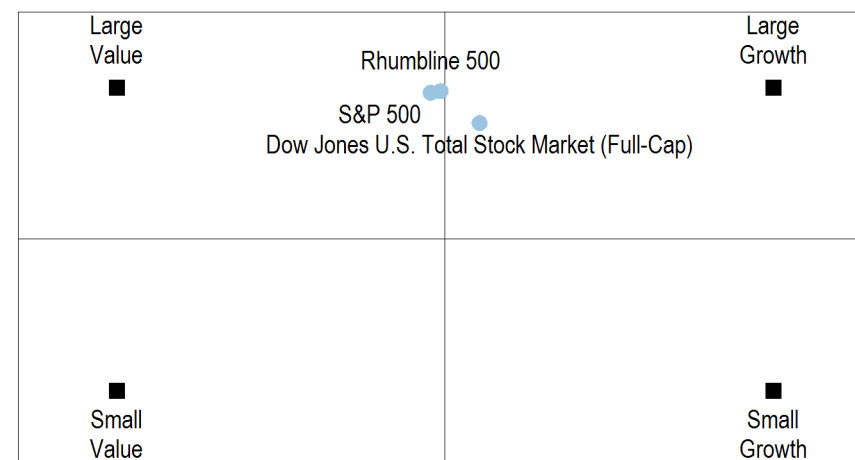 Large
Value
Large
Growth
Rhumbline 500
S&P 500
Dow Jones U.S. Total Stock Market (Full-Cap)
Small
Value
Small
Growth